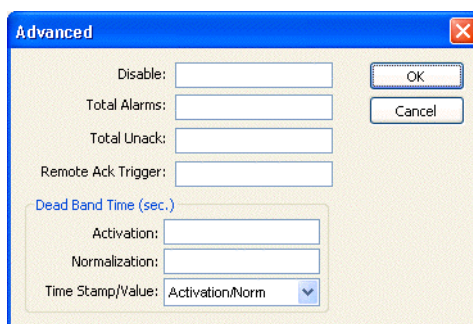 Advanced
Disable:
OK
Total Alarms:
Cancel
Total Unack:
Remote Ack Trigger:
Dead Band Time (sec.)
Activation:
Normalization:
Time Stamp/Value: Activation/Norm